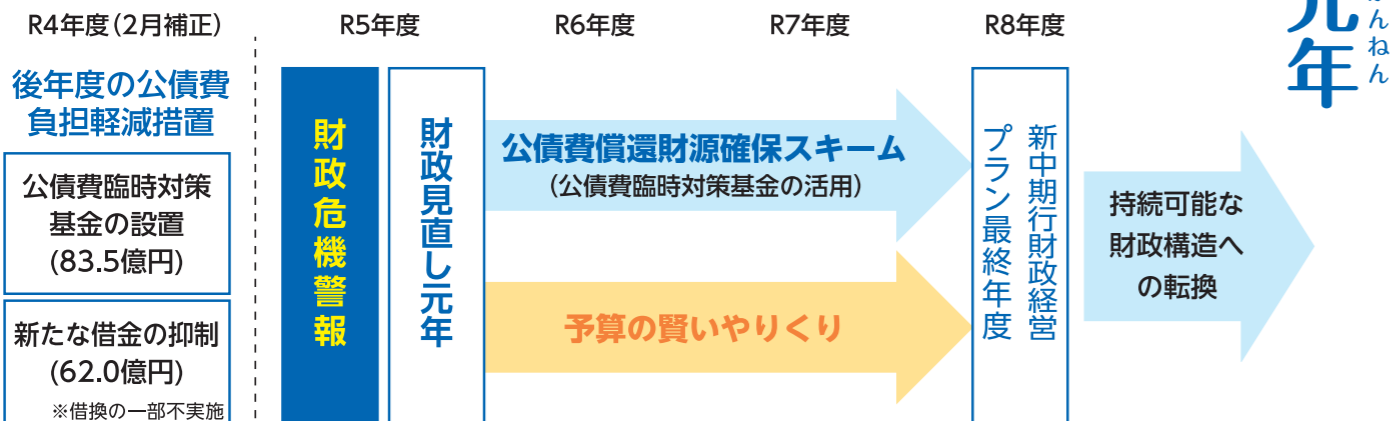 R4年度(2月補正)
R5年度
R6年度
R7年度
R8年度
元年
がんねん
後年度の公債費
負担軽減措置
公債費臨時対策
基金の設置
(83.5億円)
新たな借金の抑制
(62.0億円)
※借換の一部不実施
財政危機警報
財政見直し元年
公債費償還財源確保スキーム
(公債費臨時対策基金の活用)
予算の賢いやりくり
新中期行財政経営
プラン最終年度
持続可能な
財政構造へ
の転換